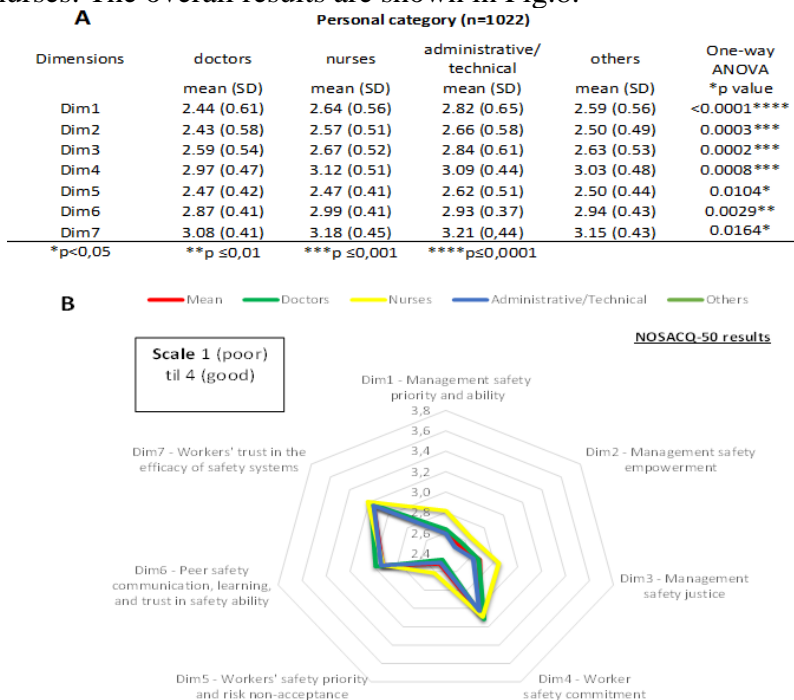 nurses. The overall results are shown in Fig.8.
A Personal category (n=1022)
Dimensions doctors nurses administrative/ technical others One-way ANOVA
mean (SD) mean (SD) mean (SD) mean (SD) *p value
Dim1 2.44 (0.61) 2.64 (0.56) 2.82 (0.65) 2.59 (0.56) <0.0001****
Dim2 2.43 (0.58) 2.57 (0.51) 2.66 (0.58) 2.50 (0.49) 0.0003***
Dim3 2.59 (0.54) 2.67 (0.52) 2.84 (0.61) 2.63 (0.53) 0.0002***
Dim4 2.97 (0.47) 3.12 (0.51) 3.09 (0.44) 3.03 (0.48) 0.0008***
Dim5 2.47 (0.42) 2.47 (0.41) 2.62 (0.51) 2.50 (0.44) 0.0104*
Dim6 2.87 (0.41) 2.99 (0.41) 2.93 (0.37) 2.94 (0.43) 0.0029**
Dim7 3.08 (0.41) 3.18 (0.45) 3.21 (0,44) 3.15 (0.43) 0.0164*
*p<0,05 **p ≤0,01 ***p ≤0,001 ****p≤0,0001
B
Mean Doctors Nurses Administrative/Technical Others
NOSACQ-50 results
Scale 1 (poor)
til 4 (good)
Dim1 - Management safety
priority and ability
3,8
3,6
3,4
3,2
3,0
2,8
2,6
2,4
Dim2 - Management safety
empowerment
Dim3 - Management
safety justice
Dim4 - Worker
safety commitment
Dim5 - Workers' safety priority
and risk non-acceptance
Dim6 - Peer safety
communication, learning,
and trust in safety ability
Dim7 - Workers' trust in the
efficacy of safety systems